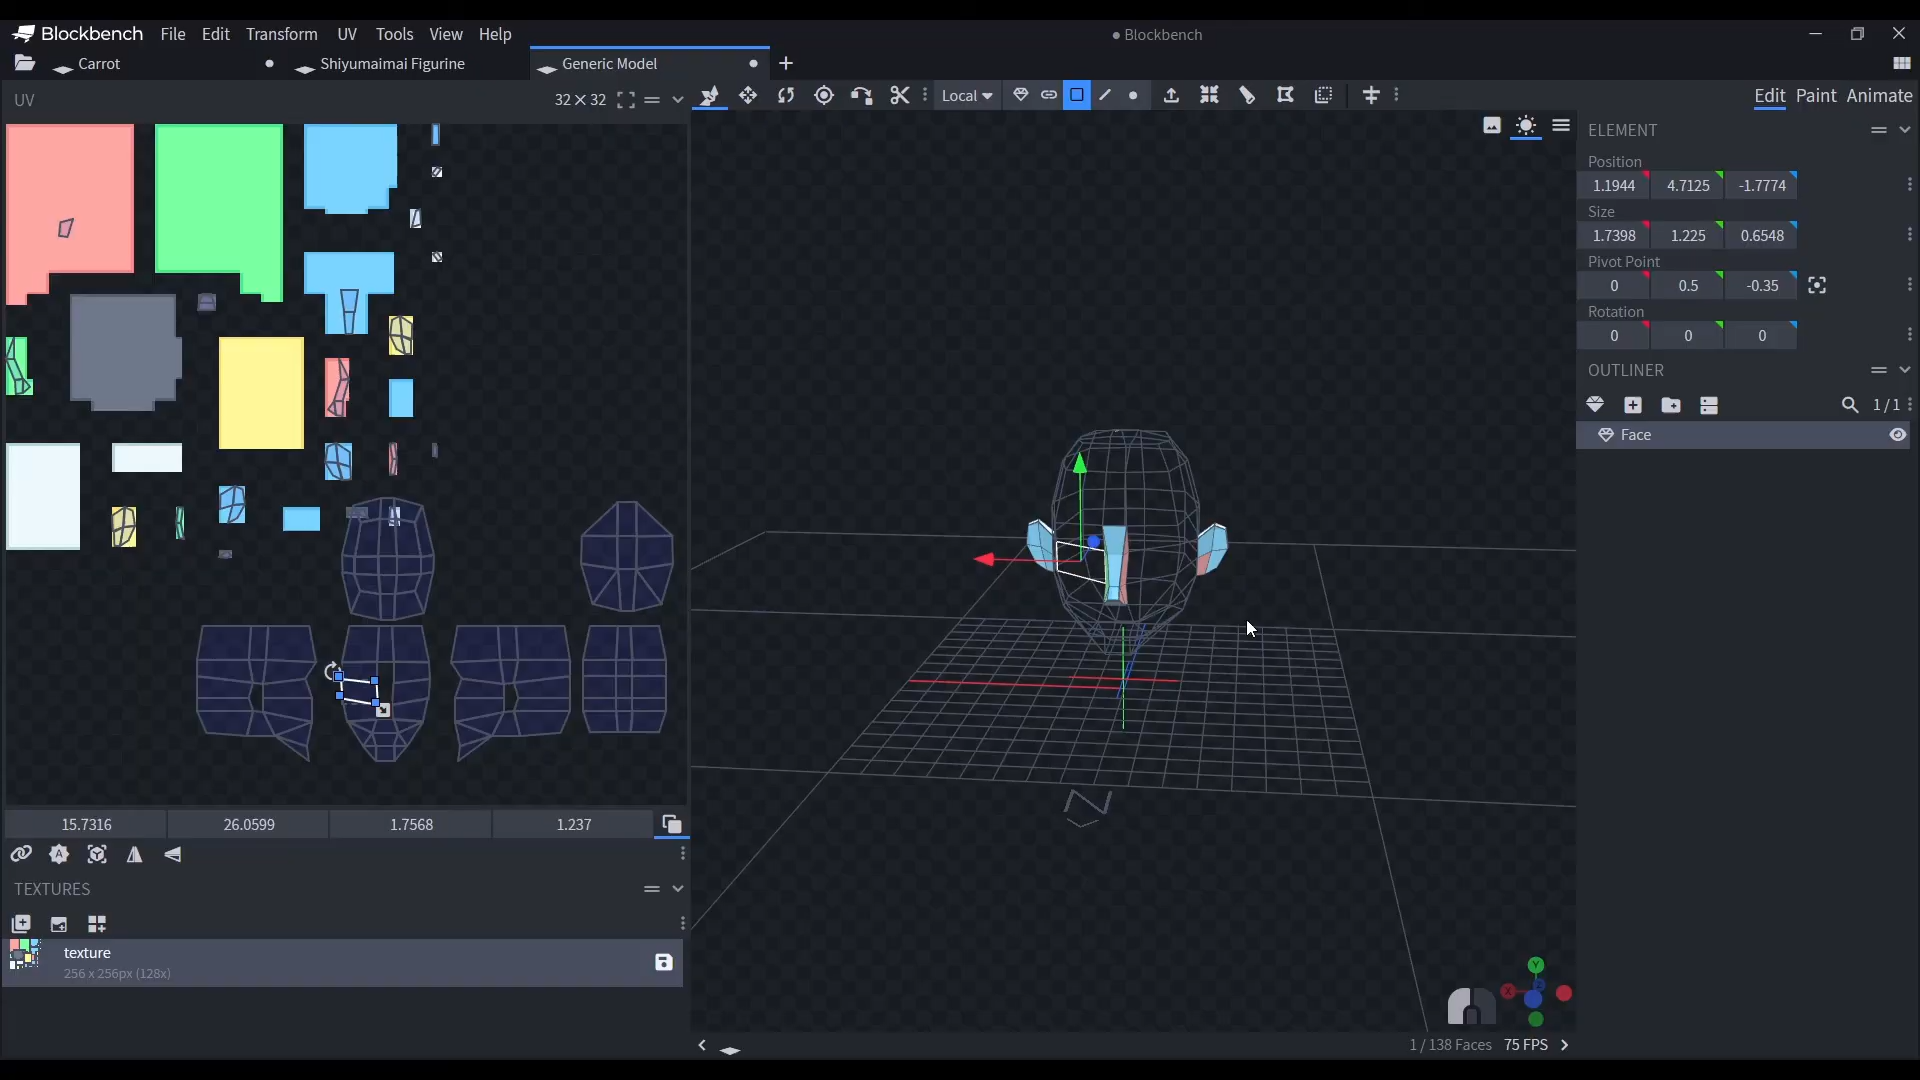 Blockbench File Edit Transform UV Tools View Help
● Blockbench
Carrot
Shiyumaimai Figurine
Generic Model
UV
32 × 32
Local
Edit Paint Animate
ELEMENT
Position
1.1944 4.7125 -1.7774
Size
1.7398 1.225 0.6548
Pivot Point
0 0.5 -0.35
Rotation
0 0 0
OUTLINER
1 / 1
Face
N
Y
X
15.7316 26.0599 1.7568 1.237
A
TEXTURES
texture
256 x 256px (128x)
1 / 138 Faces 75 FPS